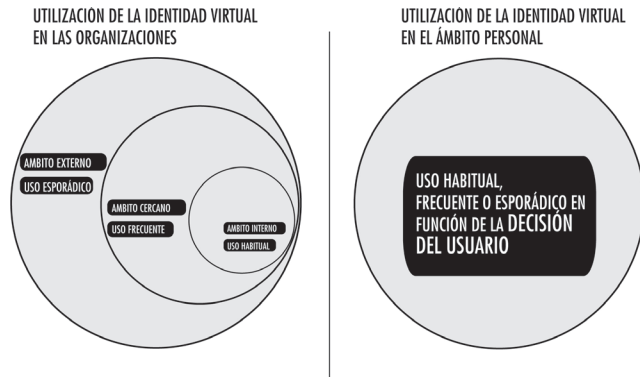 UTILIZACIÓN DE LA IDENTIDAD VIRTUAL
EN LAS ORGANIZACIONES
AMBITO EXTERNO
USO ESPORÁDICO
AMBITO CERCANO
USO FRECUENTE
AMBITO INTERNO
USO HABITUAL
UTILIZACIÓN DE LA IDENTIDAD VIRTUAL
EN EL ÁMBITO PERSONAL
USO HABITUAL,
FRECUENTE O ESPORÁDICO EN
FUNCIÓN DE LA DECISIÓN
DEL USUARIO